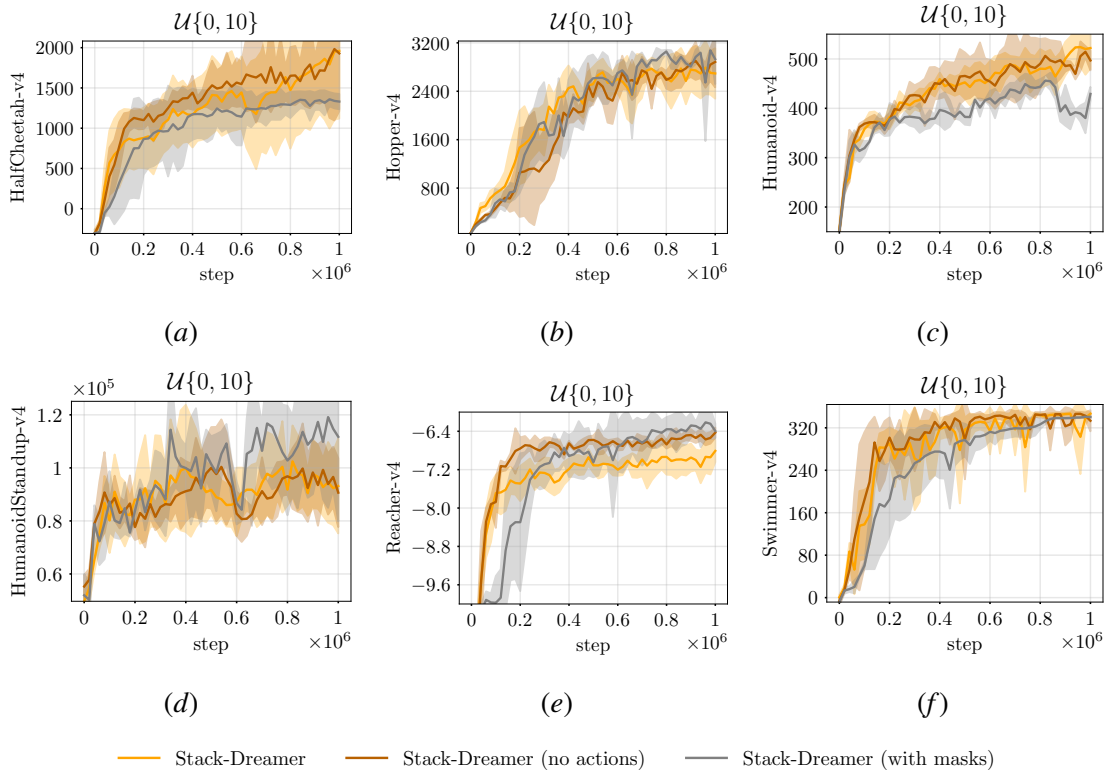 U{0, 10}
HalfCheetah-v4
2000
1500
1000
500
0
0 0.2 0.4 0.6 0.8 1
×10⁶
step
(a)
U{0, 10}
Hopper-v4
3200
2400
1600
800
0 0.2 0.4 0.6 0.8 1
×10⁶
step
(b)
U{0, 10}
Humanoid-v4
500
400
300
200
0 0.2 0.4 0.6 0.8 1
×10⁶
step
(c)
×10⁵
U{0, 10}
HumanoidStandup-v4
1.2
1
0.8
0.6
0 0.2 0.4 0.6 0.8 1
×10⁶
step
(d)
U{0, 10}
Reacher-v4
−6.4
−7.2
−8.0
−8.8
−9.6
0 0.2 0.4 0.6 0.8 1
×10⁶
step
(e)
U{0, 10}
Swimmer-v4
320
240
160
80
0
0 0.2 0.4 0.6 0.8 1
×10⁶
step
(f)
Stack-Dreamer Stack-Dreamer (no actions) Stack-Dreamer (with masks)